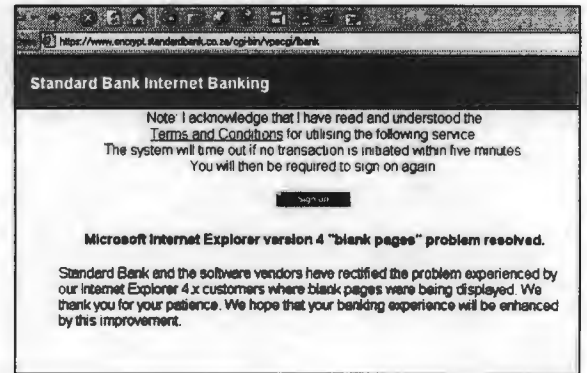 https://www.encrypt.standardbank.co.za/cgi-bin/vpacgi/bank
Standard Bank Internet Banking
Note: I acknowledge that I have read and understood the
Terms and Conditions for utilising the following service
The system will time out if no transaction is initiated within five minutes
You will then be required to sign on again
Sign on
Microsoft Internet Explorer version 4 "blank pages" problem resolved.
Standard Bank and the software vendors have rectified the problem experienced by
our Internet Explorer 4.x customers where blank pages were being displayed. We
thank you for your patience. We hope that your banking experience will be enhanced
by this improvement.